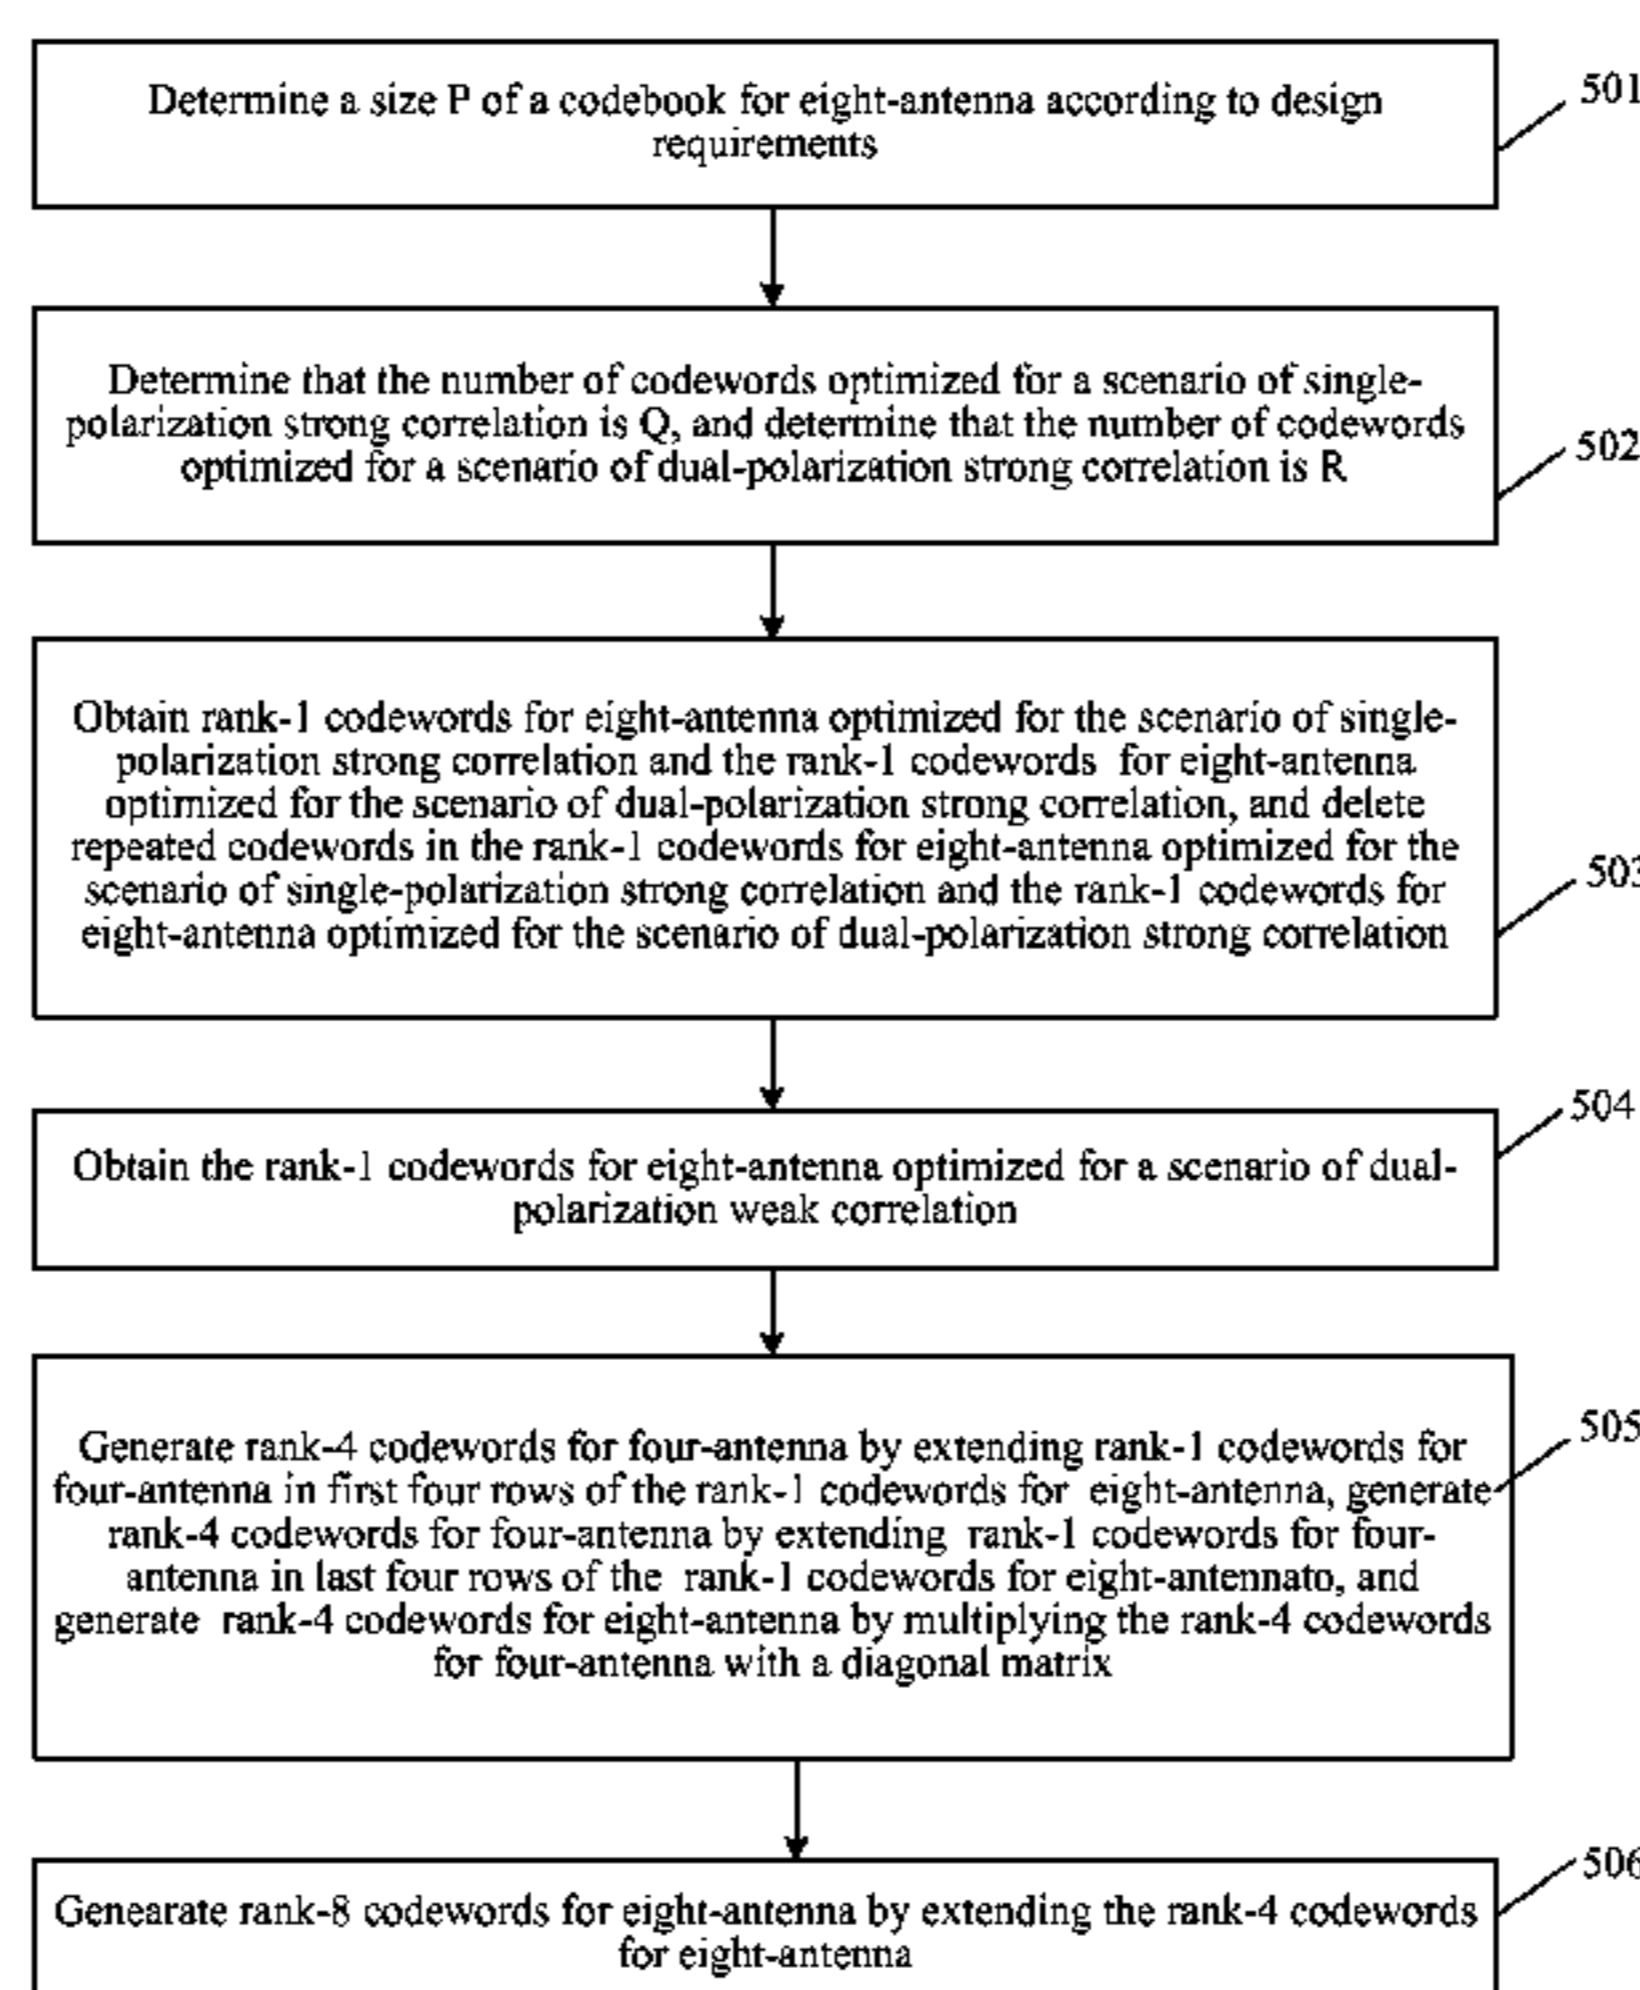 Determine a size P of a codebook for eight-antenna according to design
requirements
501
Determine that the number of codewords optimized for a scenario of single-
polarization strong correlation is Q, and determine that the number of codewords
optimized for a scenario of dual-polarization strong correlation is R
502
Obtain rank-1 codewords for eight-antenna optimized for the scenario of single-
polarization strong correlation and the rank-1 codewords for eight-antenna
optimized for the scenario of dual-polarization strong correlation, and delete
repeated codewords in the rank-1 codewords for eight-antenna optimized for the
scenario of single-polarization strong correlation and the rank-1 codewords for
eight-antenna optimized for the scenario of dual-polarization strong correlation
503
Obtain the rank-1 codewords for eight-antenna optimized for a scenario of dual-
polarization weak correlation
504
Generate rank-4 codewords for four-antenna by extending rank-1 codewords for
four-antenna in first four rows of the rank-1 codewords for eight-antenna, generate
rank-4 codewords for four-antenna by extending rank-1 codewords for four-
antenna in last four rows of the rank-1 codewords for eight-antennato, and
generate rank-4 codewords for eight-antenna by multiplying the rank-4 codewords
for four-antenna with a diagonal matrix
505
Genearate rank-8 codewords for eight-antenna by extending the rank-4 codewords
for eight-antenna
506